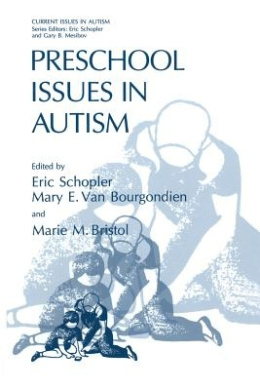 CURRENT ISSUES IN AUTISM
Series Editors: Eric Schopler
and Gary B. Mesibov
PRESCHOOL
ISSUES IN
AUTISM
Edited by
Eric Schopler
Mary E. Van Bourgondien
and
Marie M. Bristol